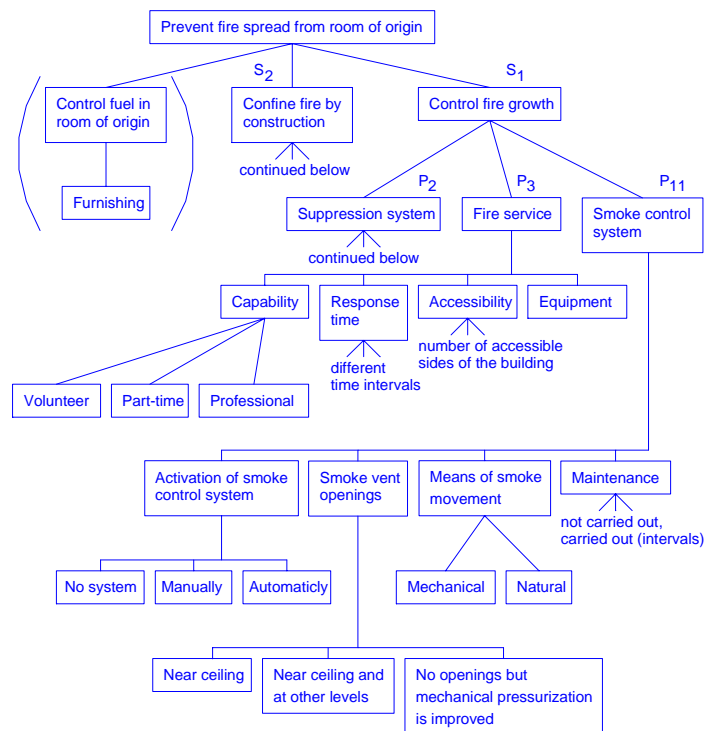 Prevent fire spread from room of origin
S2
S1
Control fuel in
room of origin
Confine fire by
construction
Control fire growth
continued below
P2
P3
P11
Furnishing
Suppression system
Fire service
Smoke control
system
continued below
Capability
Response
time
Accessibility
Equipment
different
time intervals
number of accessible
sides of the building
Volunteer
Part-time
Professional
Activation of smoke
control system
Smoke vent
openings
Means of smoke
movement
Maintenance
not carried out,
carried out (intervals)
No system
Manually
Automaticly
Mechanical
Natural
Near ceiling
Near ceiling and
at other levels
No openings but
mechanical pressurization
is improved